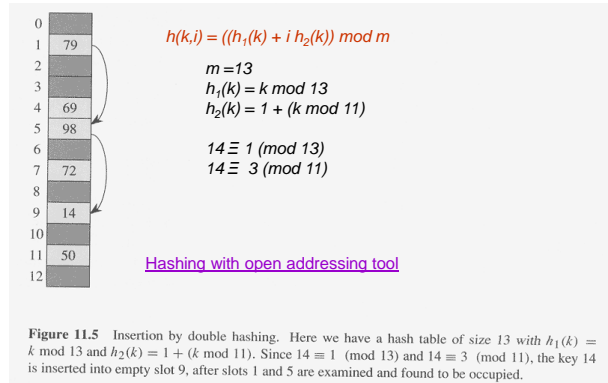 0
1 79
2
3
4 69
5 98
6
7 72
8
9 14
10
11 50
12
h(k,i) = ((h₁(k) + i h₂(k)) mod m
m =13
h₁(k) = k mod 13
h₂(k) = 1 + (k mod 11)
14 Ξ 1 (mod 13)
14 Ξ 3 (mod 11)
Hashing with open addressing tool
Figure 11.5 Insertion by double hashing. Here we have a hash table of size 13 with h₁(k) =
k mod 13 and h₂(k) = 1 + (k mod 11). Since 14 ≡ 1 (mod 13) and 14 ≡ 3 (mod 11), the key 14
is inserted into empty slot 9, after slots 1 and 5 are examined and found to be occupied.